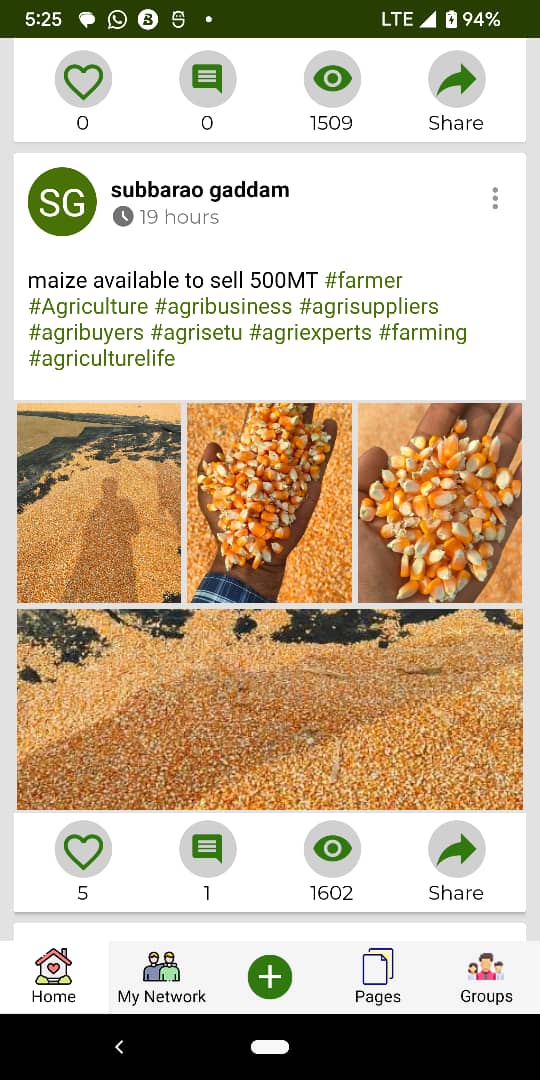 5:25 LTE 94%
0 0 1509 Share
SG
subbarao gaddam
19 hours
maize available to sell 500MT #farmer
#Agriculture #agribusiness #agrisuppliers
#agribuyers #agrisetu #agriexperts #farming
#agriculturelife
5 1 1602 Share
Home My Network Pages Groups